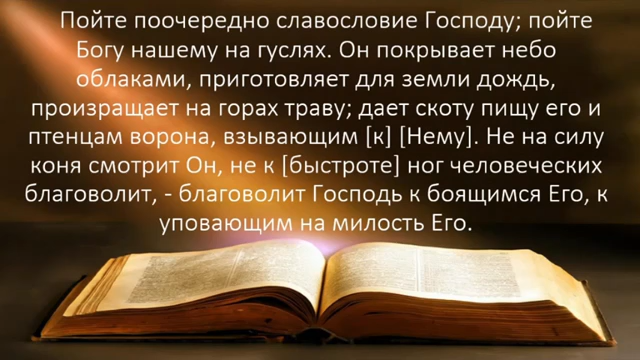 Пойте поочередно славословие Господу; пойте
Богу нашему на гуслях. Он покрывает небо
облаками, приготовляет для земли дождь,
произращает на горах траву; дает скоту пищу его и
птенцам ворона, взывающим [к] [Нему]. Не на силу
коня смотрит Он, не к [быстроте] ног человеческих
благоволит, - благоволит Господь к боящимся Его, к
уповающим на милость Его.